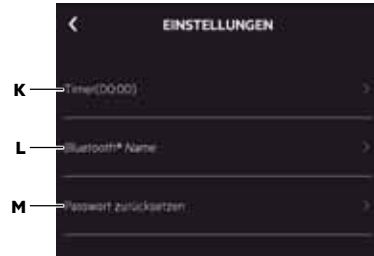 EINSTELLUNGEN
K Timer(00:00)
L Bluetooth® Name
M Passwort zurücksetzen